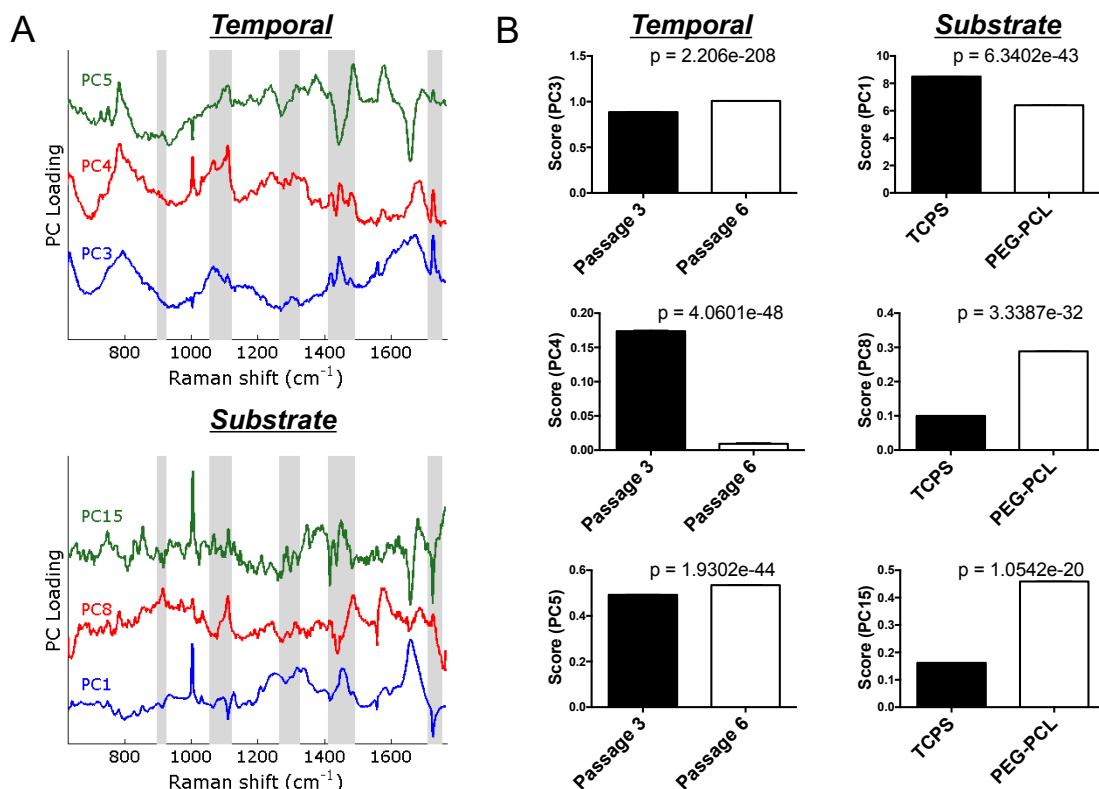 A
Temporal
PC5
PC4
PC3
PC Loading
800
1000
1200
1400
1600
Raman shift (cm-1)
Substrate
PC15
PC8
PC1
PC Loading
800
1000
1200
1400
1600
Raman shift (cm-1)
B
Temporal
Substrate
p = 2.206e-208
Score (PC3)
1.5
1.0
0.5
0.0
Passage 3
Passage 6
p = 6.3402e-43
Score (PC1)
10
8
6
4
2
0
TCPS
PEG-PCL
p = 4.0601e-48
Score (PC4)
0.20
0.15
0.10
0.05
0.00
Passage 3
Passage 6
p = 3.3387e-32
Score (PC8)
0.4
0.3
0.2
0.1
0.0
TCPS
PEG-PCL
p = 1.9302e-44
Score (PC5)
0.6
0.4
0.2
0.0
Passage 3
Passage 6
p = 1.0542e-20
Score (PC15)
0.5
0.4
0.3
0.2
0.1
0.0
TCPS
PEG-PCL